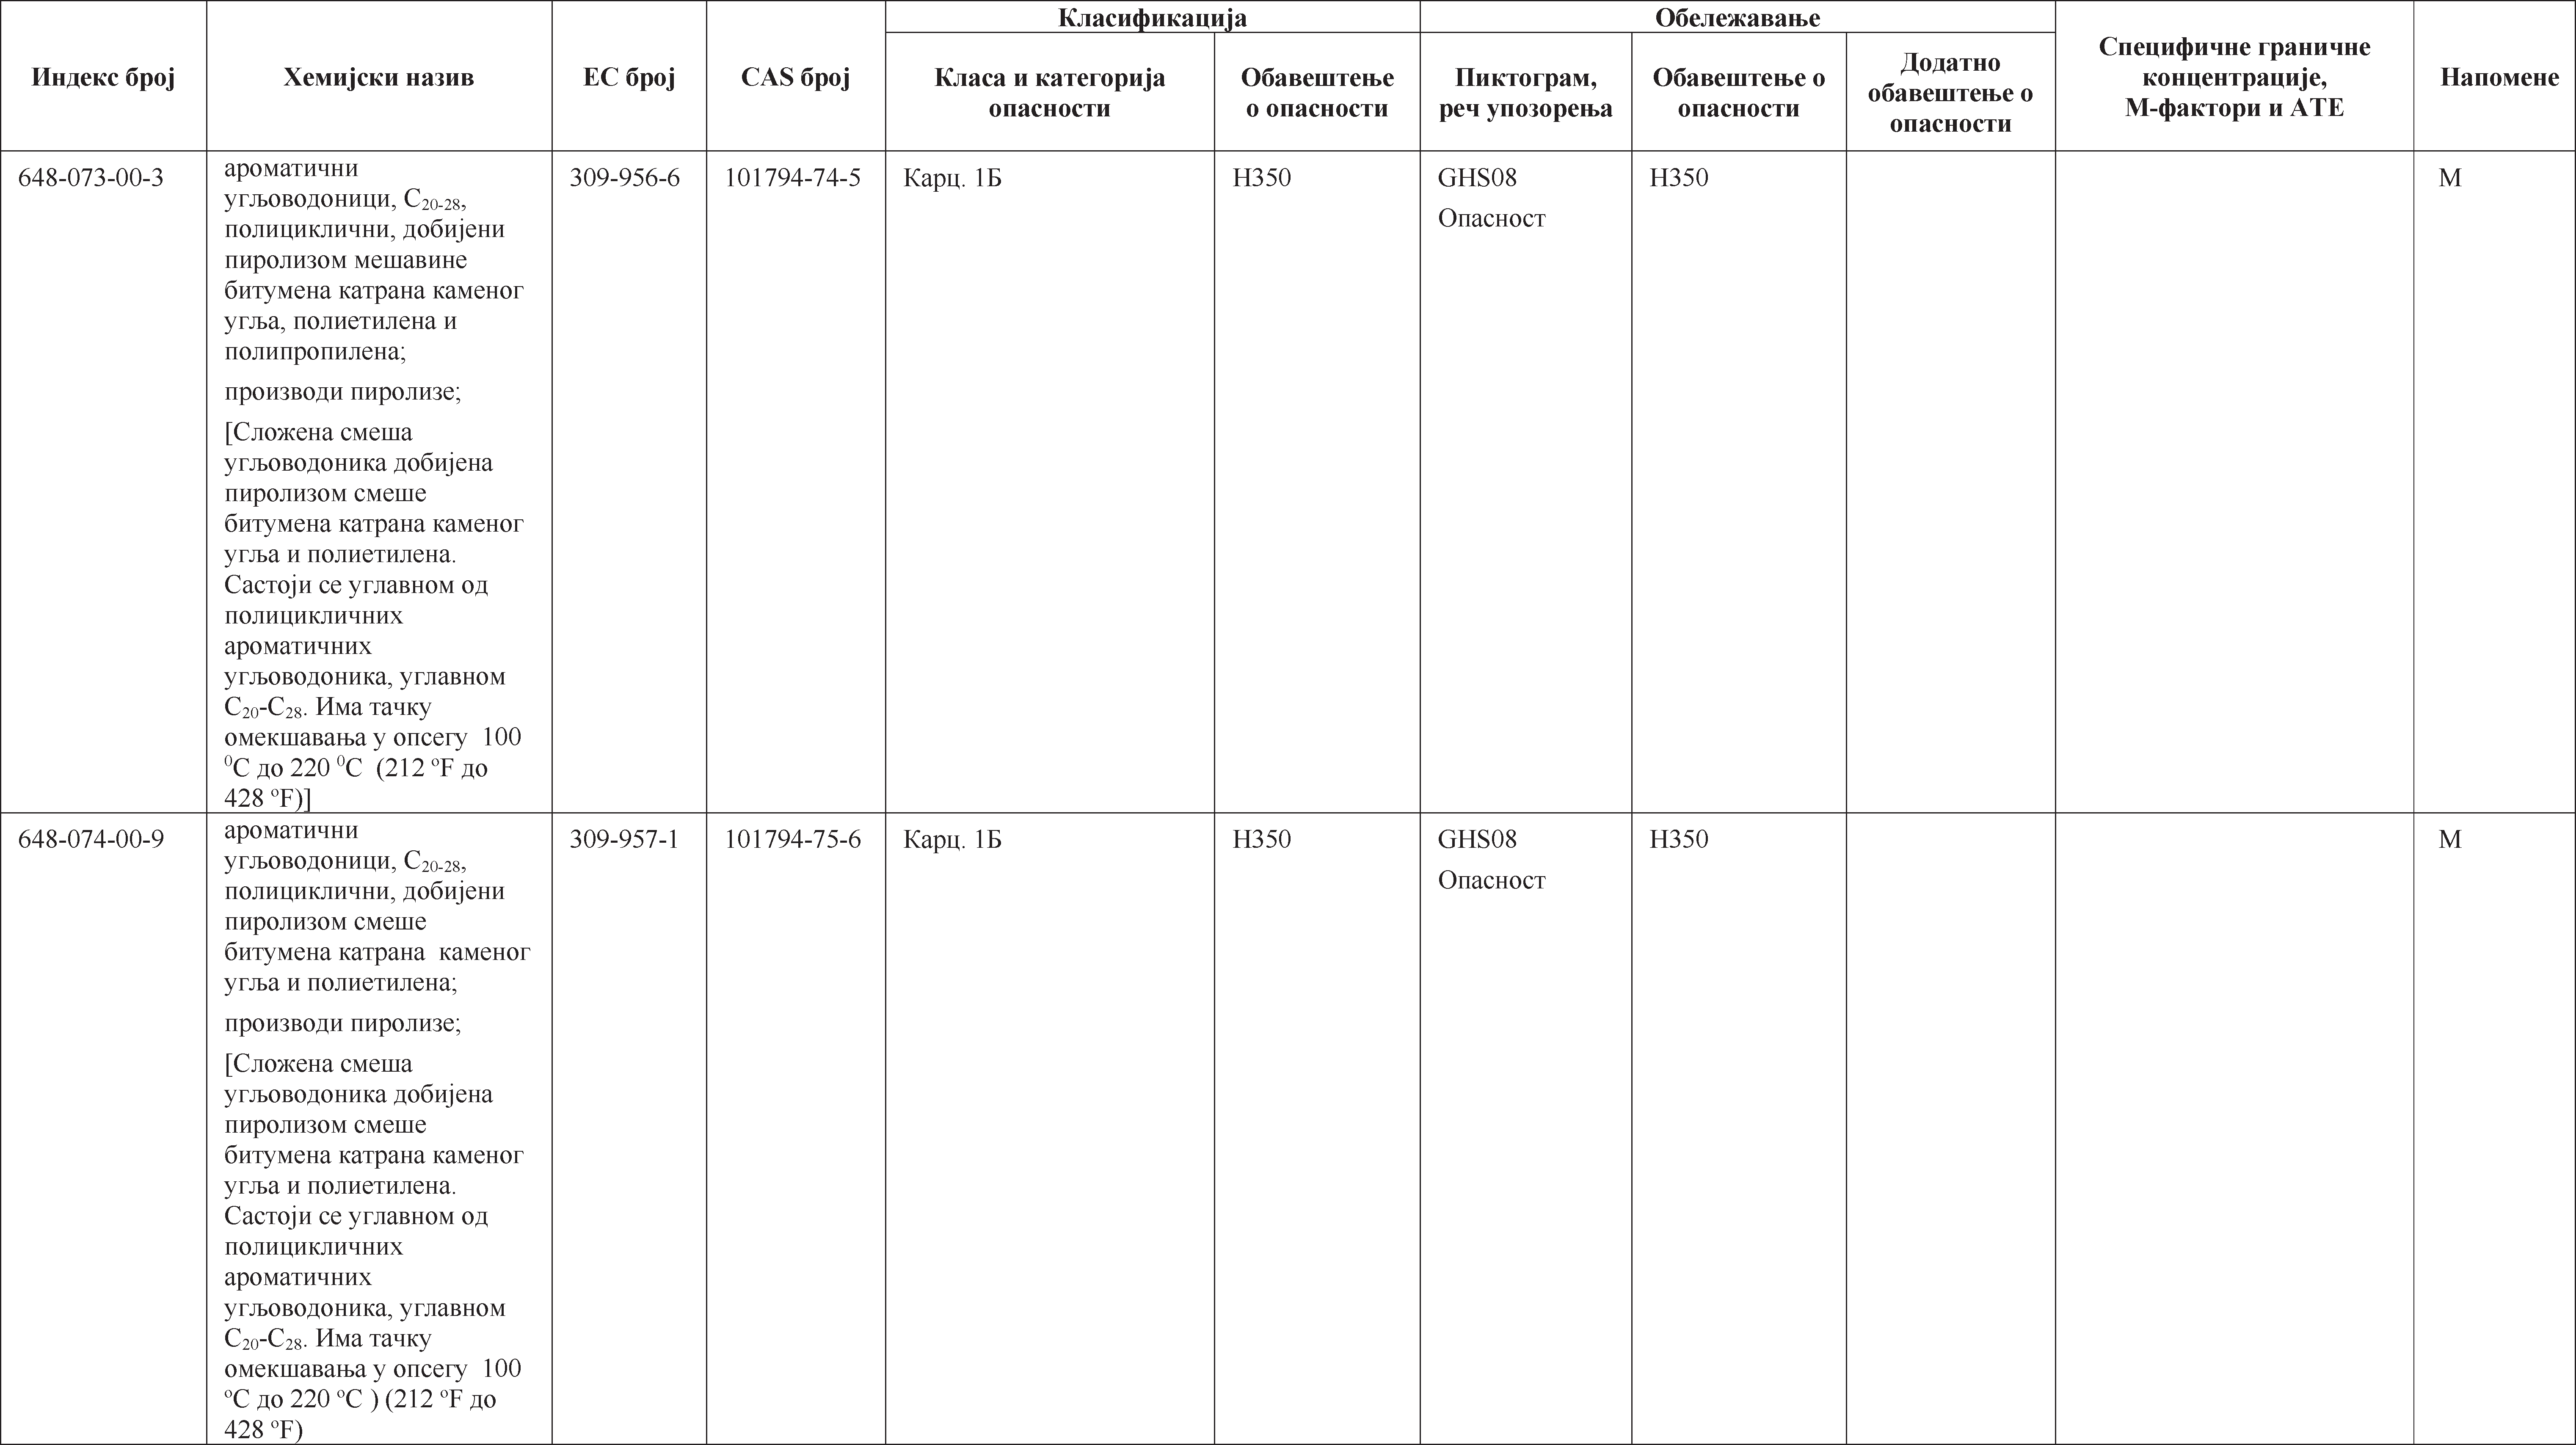 Индекс број
Хемијски назив
ЕС број
CAS број
Класификација
Класа и категорија
опасности
Обавештење
о опасности
Обележавање
Пиктограм,
реч упозорења
Обавештење о
опасности
Додатно
обавештење о
опасности
Специфичне граничне
концентрације,
М-фактори и АТЕ
Напомене
648-073-00-3
ароматични
угљоводоници, C20-28,
полициклични, добијени
пиролизом мешавине
битумена катрана каменог
угља, полиетилена и
полипропилена;
производи пиролизе;
[Сложена смеша
угљоводоника добијена
пиролизом смеше
битумена катрана каменог
угља и полиетилена.
Састоји се углавном од
полицикличних
ароматичних
угљоводоника, углавном
C20-C28. Има тачку
омекшавања у опсегу  100
⁰C до 220 ⁰C  (212 ºF до
428 ºF)]
309-956-6
101794-74-5
Карц. 1Б
H350
GHS08
Опасност
H350
М
648-074-00-9
ароматични
угљоводоници, C20-28,
полициклични, добијени
пиролизом смеше
битумена катрана  каменог
угља и полиетилена;
производи пиролизе;
[Сложена смеша
угљоводоника добијена
пиролизом смеше
битумена катрана каменог
угља и полиетилена.
Састоји се углавном од
полицикличних
ароматичних
угљоводоника, углавном
C20-C28. Има тачку
омекшавања у опсегу  100
ºC до 220 ºC ) (212 ºF до
428 ºF)
309-957-1
101794-75-6
Карц. 1Б
H350
GHS08
Опасност
H350
М